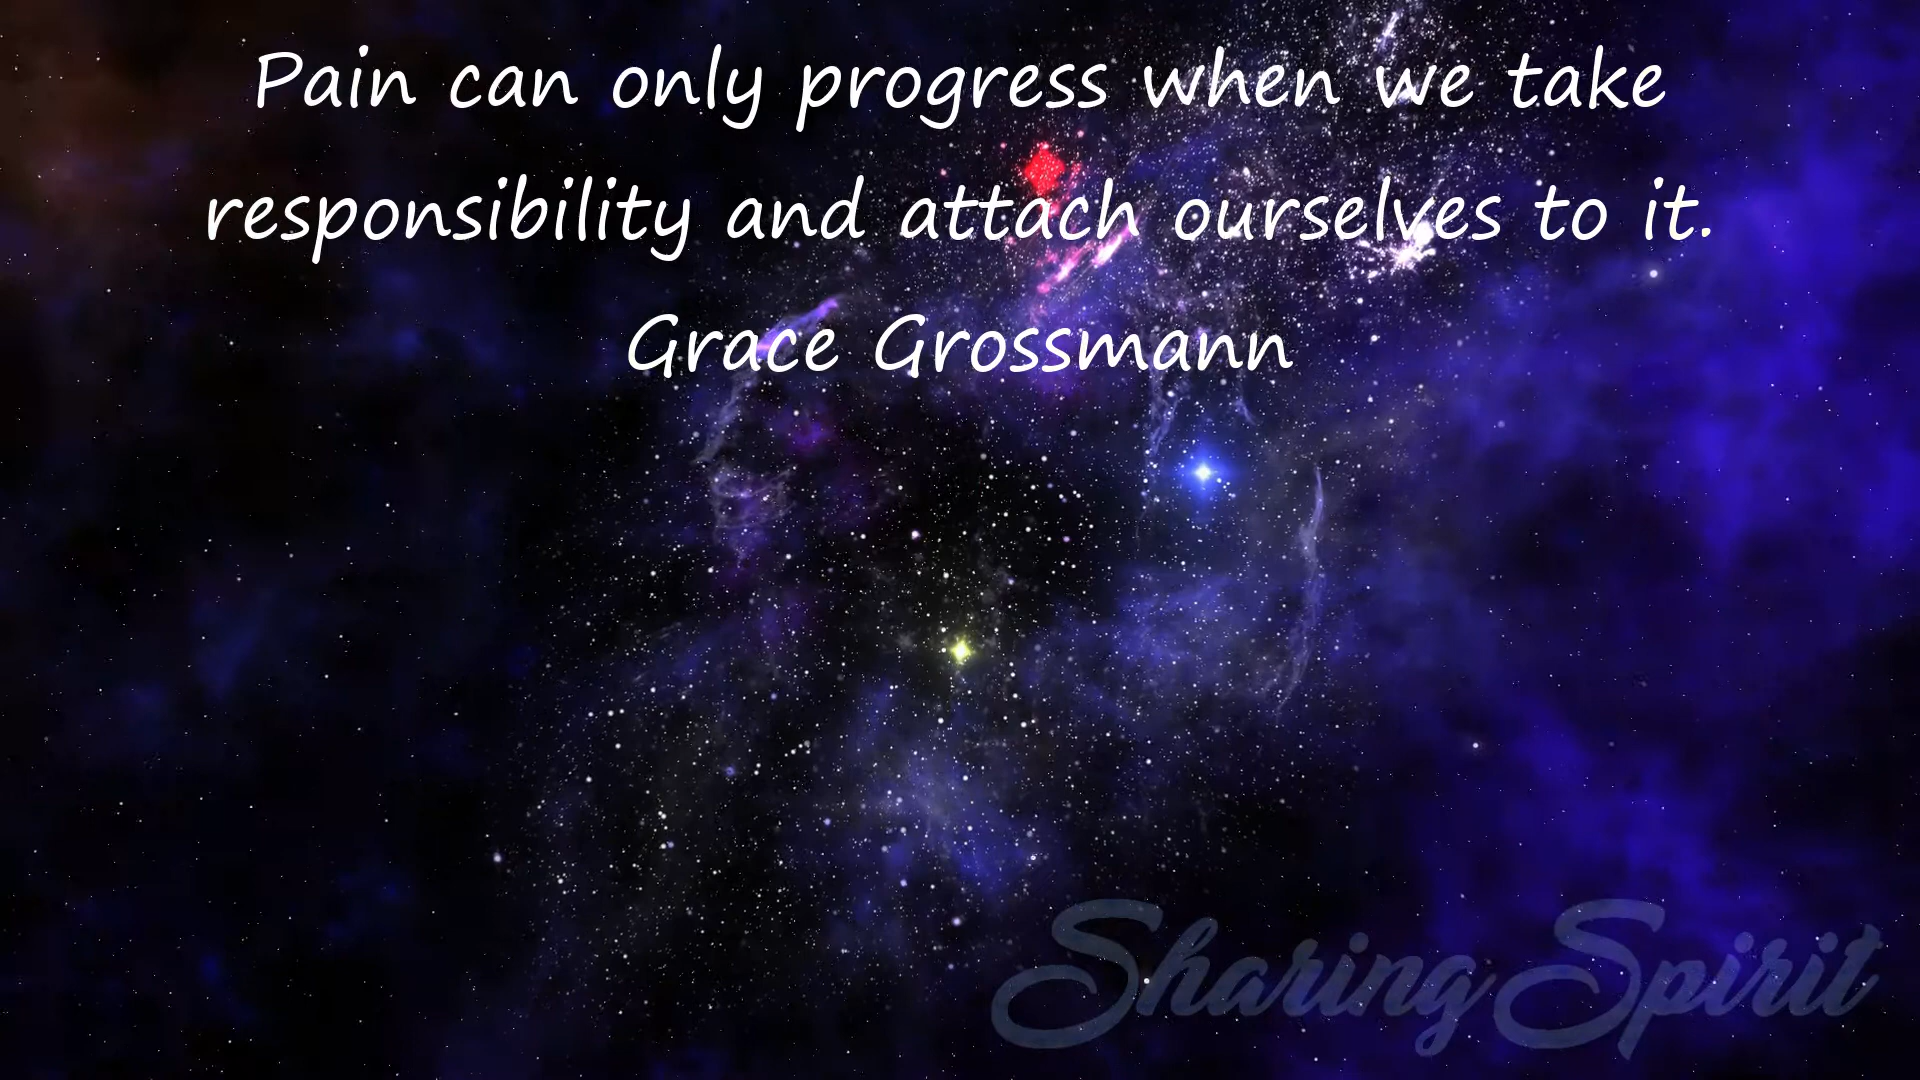 Pain can only progress when we take
responsibility and attach ourselves to it.
Grace Grossmann
Sharing Spirit